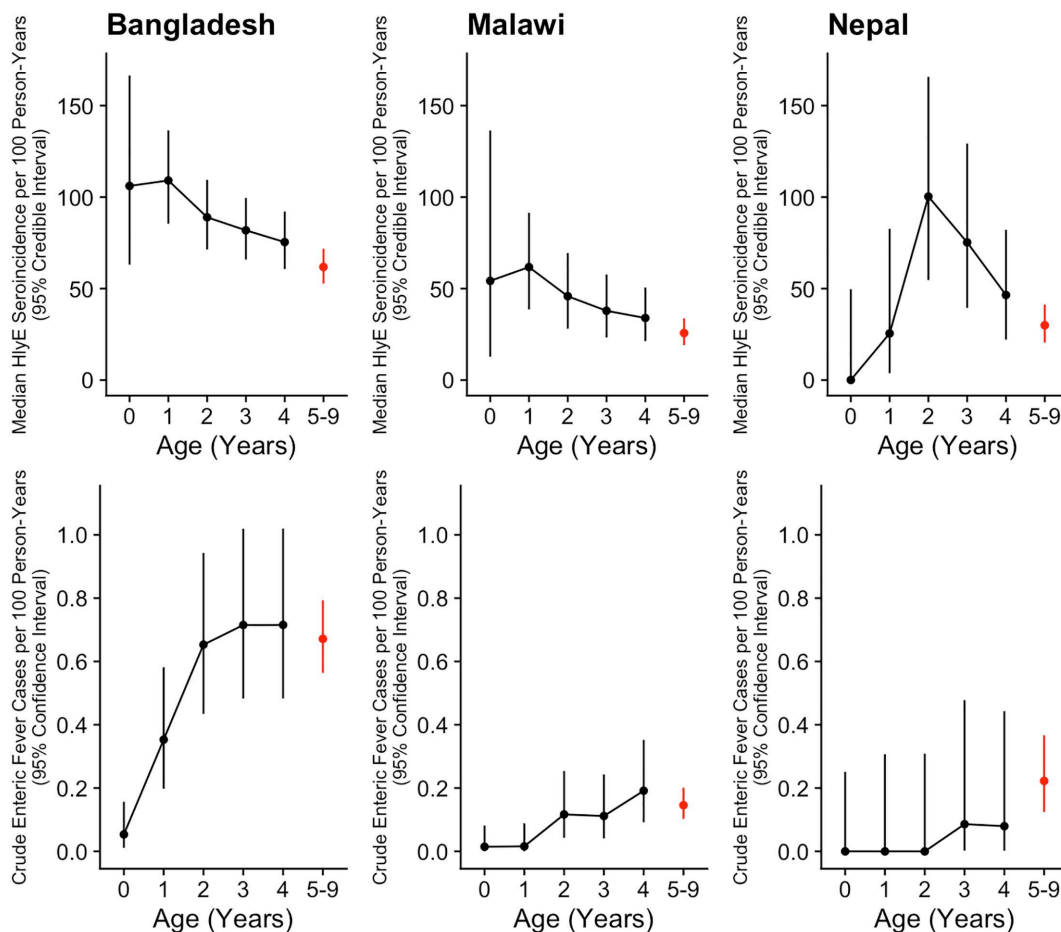 Bangladesh
Median HlyE Seroincidence per 100 Person-Years
(95% Credible Interval)
150
100
50
0
0 1 2 3 4 5-9
Age (Years)
Malawi
Median HlyE Seroincidence per 100 Person-Years
(95% Credible Interval)
150
100
50
0
0 1 2 3 4 5-9
Age (Years)
Nepal
Median HlyE Seroincidence per 100 Person-Years
(95% Credible Interval)
150
100
50
0
0 1 2 3 4 5-9
Age (Years)
Crude Enteric Fever Cases per 100 Person-Years
(95% Confidence Interval)
1.0
0.8
0.6
0.4
0.2
0.0
0 1 2 3 4 5-9
Age (Years)
Crude Enteric Fever Cases per 100 Person-Years
(95% Confidence Interval)
1.0
0.8
0.6
0.4
0.2
0.0
0 1 2 3 4 5-9
Age (Years)
Crude Enteric Fever Cases per 100 Person-Years
(95% Confidence Interval)
1.0
0.8
0.6
0.4
0.2
0.0
0 1 2 3 4 5-9
Age (Years)